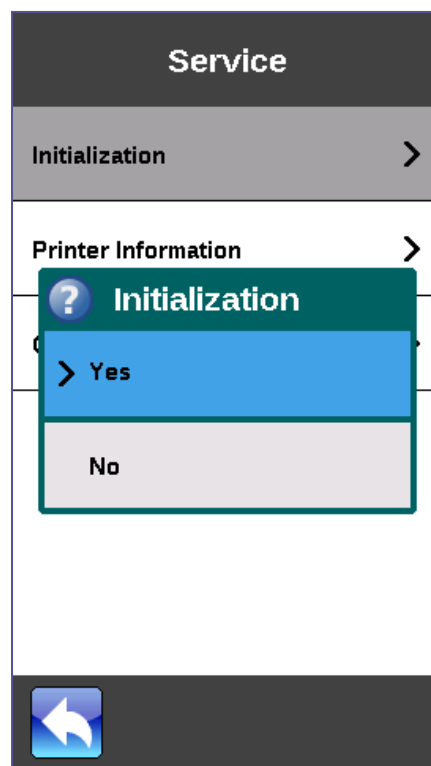 Service
Initialization
Printer Information
Initialization
Yes
No